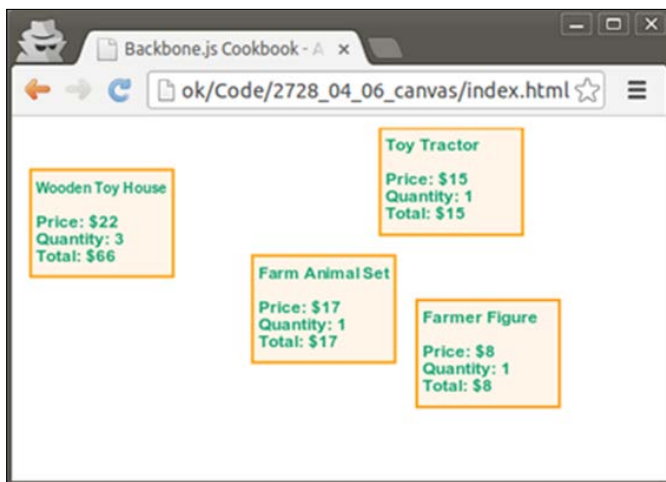 Backbone.js Cookbook - A
ok/Code/2728_04_06_canvas/index.html
Toy Tractor
Price: $15
Quantity: 1
Total: $15
Wooden Toy House
Price: $22
Quantity: 3
Total: $66
Farm Animal Set
Price: $17
Quantity: 1
Total: $17
Farmer Figure
Price: $8
Quantity: 1
Total: $8